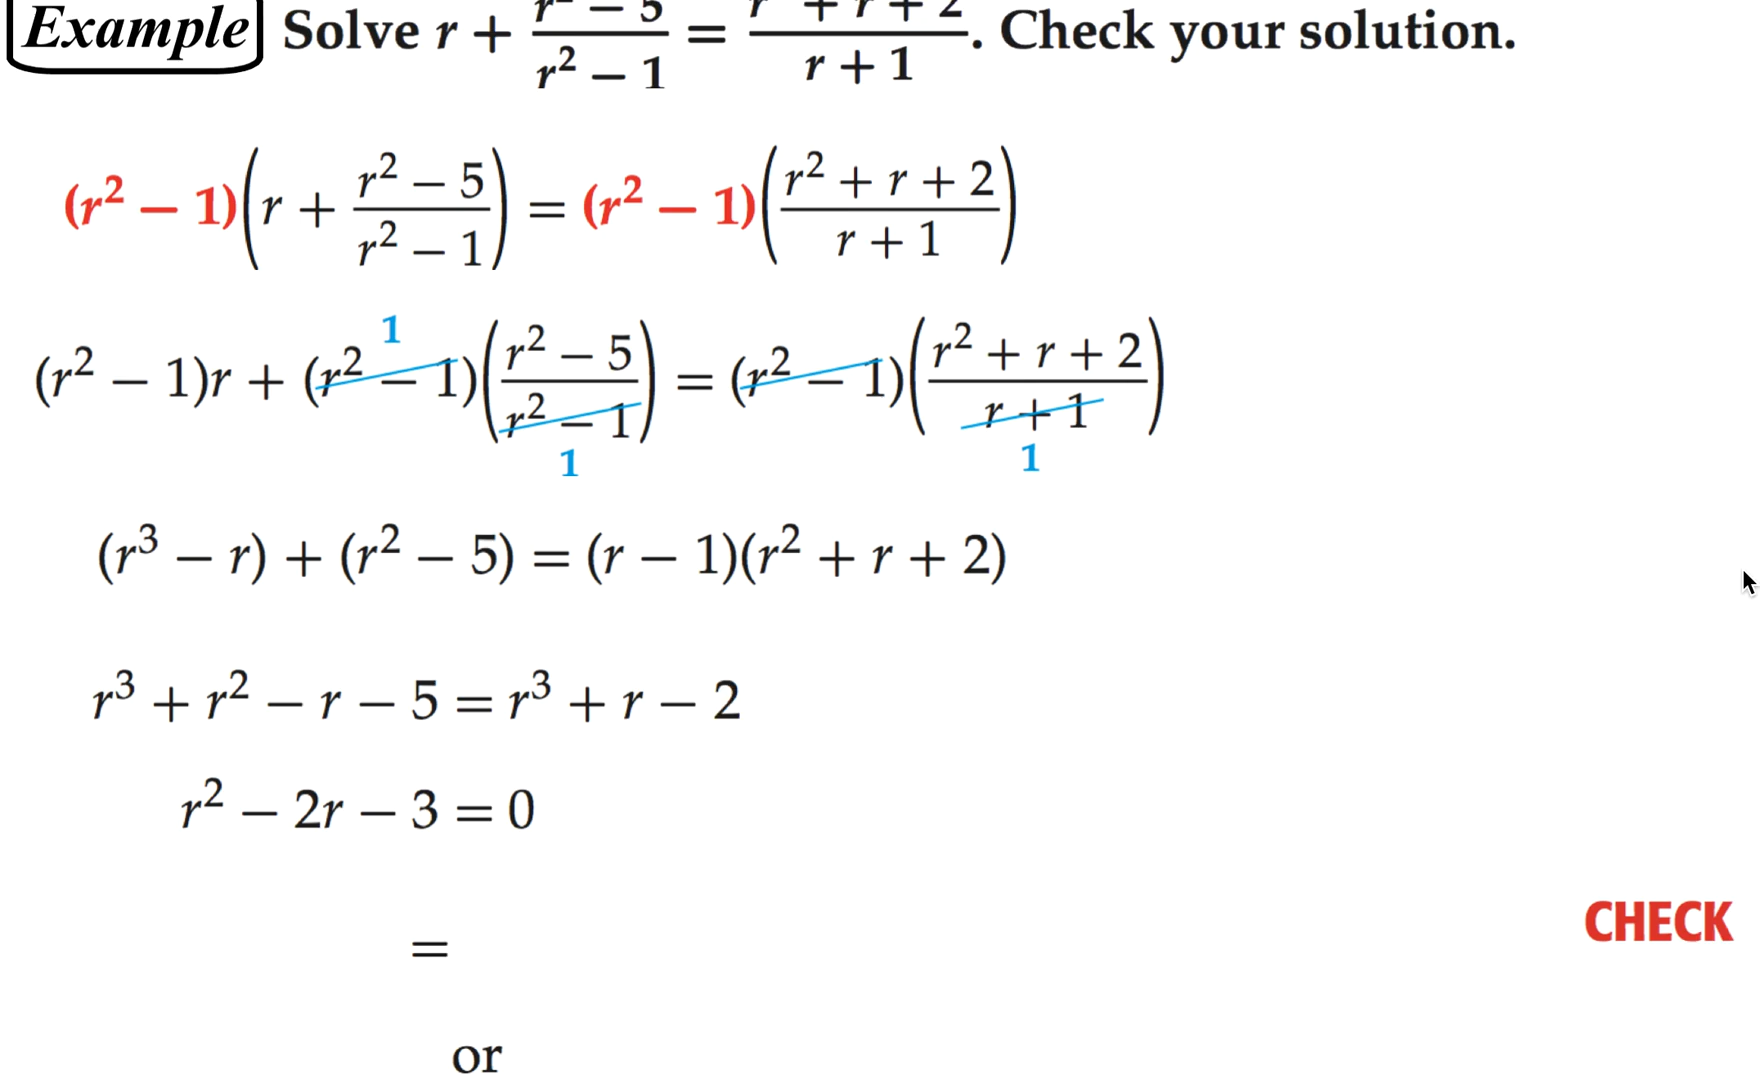 Example Solve r + (r² − 5)/(r² − 1) = (r² + r + 2)/(r + 1). Check your solution.
(r² − 1)(r + (r² − 5)/(r² − 1)) = (r² − 1)((r² + r + 2)/(r + 1))
1
(r² − 1)r + (r² − 1)((r² − 5)/(r² − 1)) = (r² − 1)((r² + r + 2)/(r + 1))
1 1
(r³ − r) + (r² − 5) = (r − 1)(r² + r + 2)
r³ + r² − r − 5 = r³ + r − 2
r² − 2r − 3 = 0
CHECK
=
or